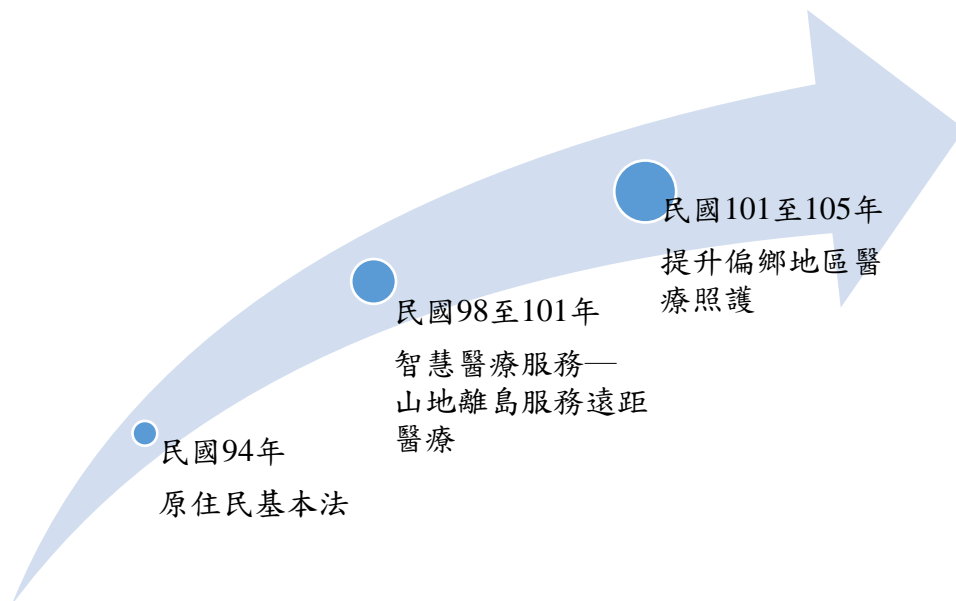 民國94年
原住民基本法
民國98至101年
智慧醫療服務—
山地離島服務遠距
醫療
民國101至105年
提升偏鄉地區醫
療照護